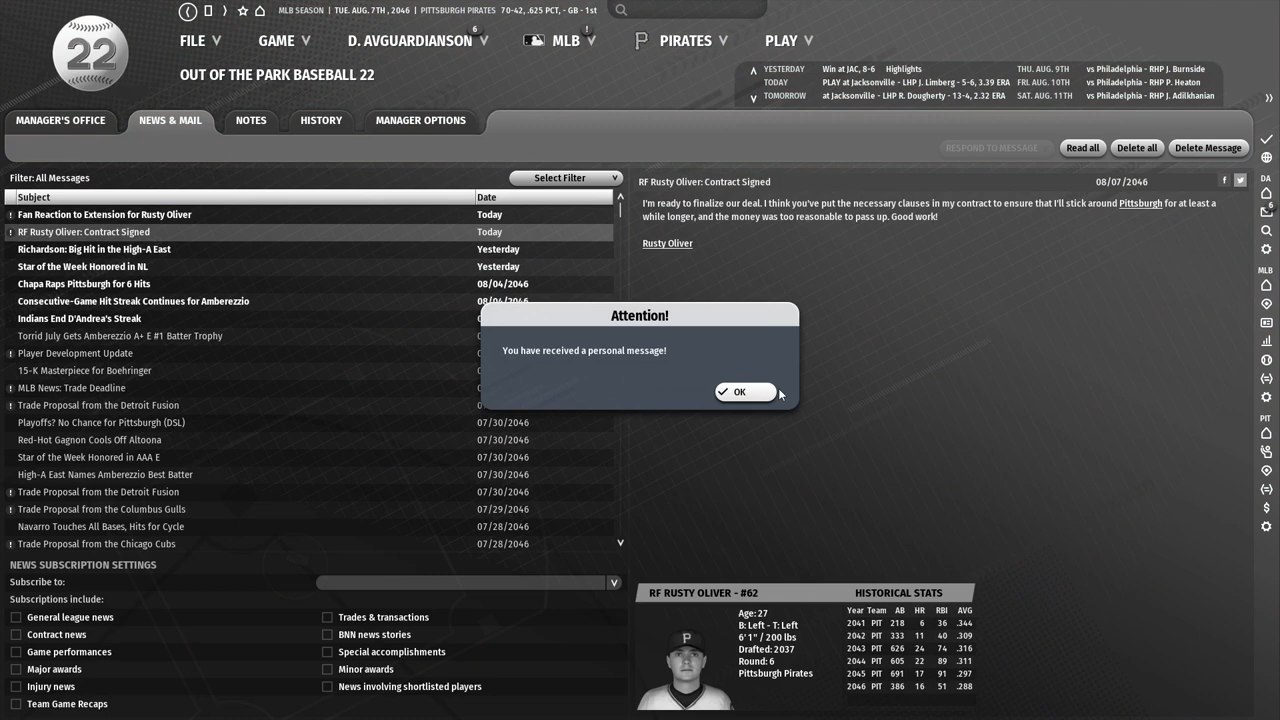 MLB SEASON | TUE. AUG. 7TH , 2046 | PITTSBURGH PIRATES 70-42, .625 PCT, - GB - 1st
22
FILE GAME D. AVGUARDIANSON 6 MLB ! P PIRATES PLAY
OUT OF THE PARK BASEBALL 22
YESTERDAY Win at JAC, 8-6 Highlights THU. AUG. 9TH vs Philadelphia - RHP J. Burnside
TODAY PLAY at Jacksonville - LHP J. Limberg - 5-6, 3.39 ERA FRI. AUG. 10TH vs Philadelphia - RHP P. Heaton
TOMORROW at Jacksonville - LHP R. Dougherty - 13-4, 2.32 ERA SAT. AUG. 11TH vs Philadelphia - RHP J. Adilkhanian
MANAGER'S OFFICE NEWS & MAIL NOTES HISTORY MANAGER OPTIONS
RESPOND TO MESSAGE Read all Delete all Delete Message
Filter: All Messages Select Filter
Subject Date
! Fan Reaction to Extension for Rusty Oliver Today
! RF Rusty Oliver: Contract Signed Today
Richardson: Big Hit in the High-A East Yesterday
Star of the Week Honored in NL Yesterday
Chapa Raps Pittsburgh for 6 Hits 08/04/2046
Consecutive-Game Hit Streak Continues for Amberezzio 08/04/2046
Indians End D'Andrea's Streak
Torrid July Gets Amberezzio A+ E #1 Batter Trophy
! Player Development Update
15-K Masterpiece for Boehringer
! MLB News: Trade Deadline
! Trade Proposal from the Detroit Fusion
Playoffs? No Chance for Pittsburgh (DSL) 07/30/2046
Red-Hot Gagnon Cools Off Altoona 07/30/2046
Star of the Week Honored in AAA E 07/30/2046
High-A East Names Amberezzio Best Batter 07/30/2046
! Trade Proposal from the Detroit Fusion 07/30/2046
! Trade Proposal from the Columbus Gulls 07/29/2046
Navarro Touches All Bases, Hits for Cycle 07/28/2046
! Trade Proposal from the Chicago Cubs 07/28/2046
RF Rusty Oliver: Contract Signed 08/07/2046 f
I'm ready to finalize our deal. I think you've put the necessary clauses in my contract to ensure that I'll stick around Pittsburgh for at least a
while longer, and the money was too reasonable to pass up. Good work!
Rusty Oliver
Attention!
You have received a personal message!
OK
NEWS SUBSCRIPTION SETTINGS
Subscribe to:
Subscriptions include:
General league news Trades & transactions
Contract news BNN news stories
Game performances Special accomplishments
Major awards Minor awards
Injury news News involving shortlisted players
Team Game Recaps
RF RUSTY OLIVER - #62 HISTORICAL STATS
Age: 27
B: Left - T: Left
6' 1" / 200 lbs
Drafted: 2037
Round: 6
Pittsburgh Pirates
P
Year Team AB HR RBI AVG
2041 PIT 218 6 36 .344
2042 PIT 333 11 40 .309
2043 PIT 626 24 74 .316
2044 PIT 605 22 89 .311
2045 PIT 691 17 91 .297
2046 PIT 386 16 51 .288
DA
6
MLB
PIT
$